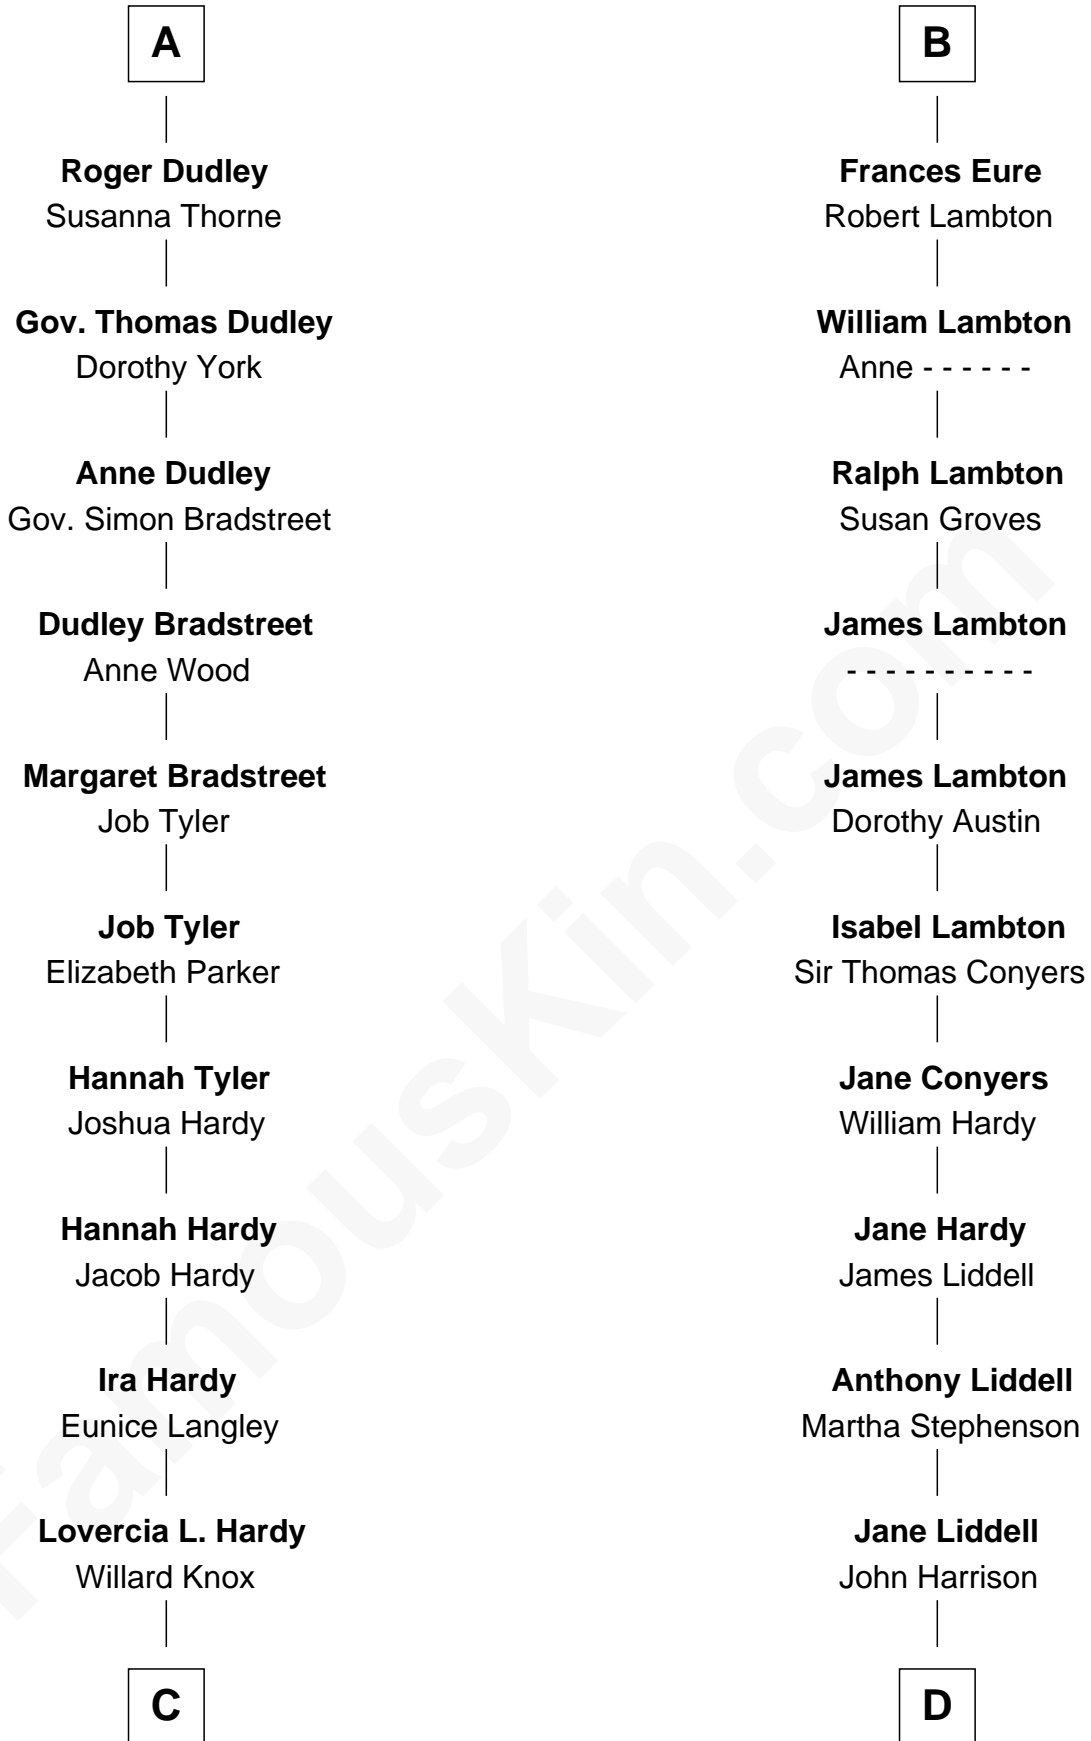 A
Roger Dudley
Susanna Thorne
Gov. Thomas Dudley
Dorothy York
Anne Dudley
Gov. Simon Bradstreet
Dudley Bradstreet
Anne Wood
Margaret Bradstreet
Job Tyler
Job Tyler
Elizabeth Parker
Hannah Tyler
Joshua Hardy
Hannah Hardy
Jacob Hardy
Ira Hardy
Eunice Langley
Lovercia L. Hardy
Willard Knox
C
B
Frances Eure
Robert Lambton
William Lambton
Anne - - - - - -
Ralph Lambton
Susan Groves
James Lambton
- - - - - - - - - -
James Lambton
Dorothy Austin
Isabel Lambton
Sir Thomas Conyers
Jane Conyers
William Hardy
Jane Hardy
James Liddell
Anthony Liddell
Martha Stephenson
Jane Liddell
John Harrison
D
FamousKin.com